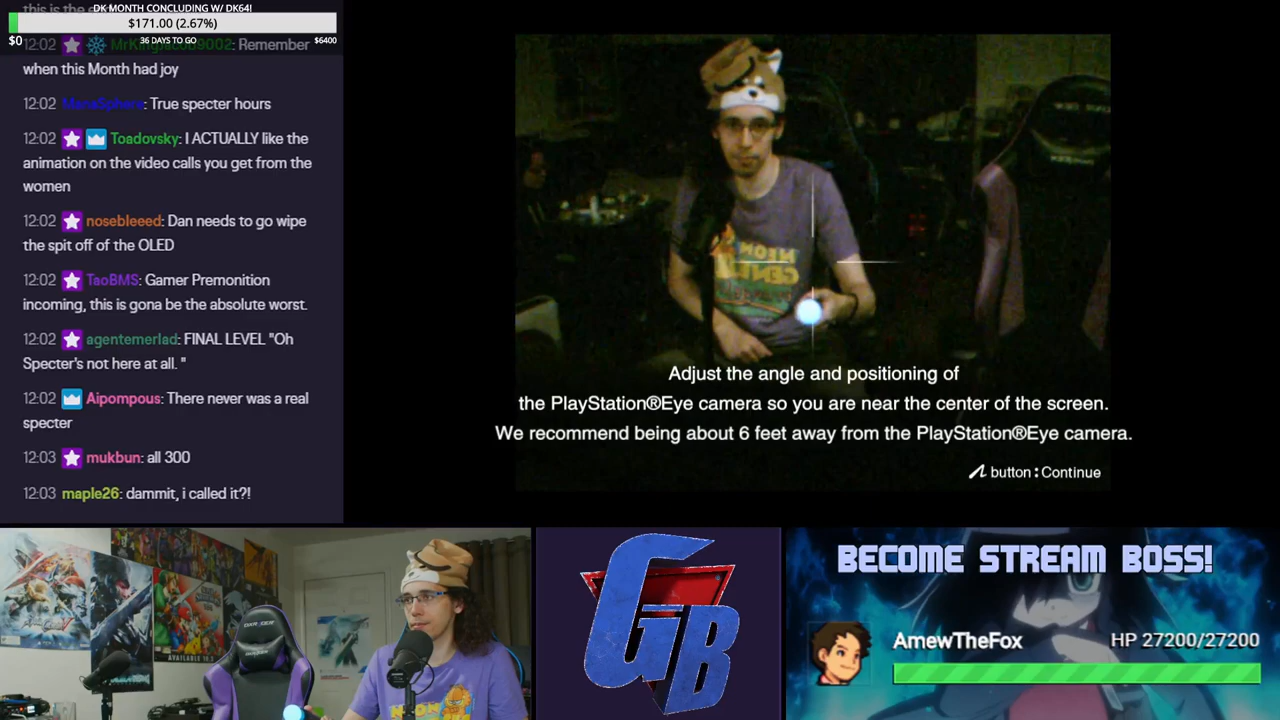 DK MONTH CONCLUDING W/ DK64!
$171.00 (2.67%)
$0
36 DAYS TO GO
$6400
12:02 MrKingjacob9002: Remember
when this Month had joy
12:02 ManaSphere: True specter hours
12:02 Toadovsky: I ACTUALLY like the
animation on the video calls you get from the
women
12:02 nosebleeed: Dan needs to go wipe
the spit off of the OLED
12:02 TaoBMS: Gamer Premonition
incoming, this is gona be the absolute worst.
12:02 agentemerlad: FINAL LEVEL "Oh
Specter's not here at all. "
12:02 Aipompous: There never was a real
specter
12:03 mukbun: all 300
12:03 maple26: dammit, i called it?!
NEON
GENE
Adjust the angle and positioning of
the PlayStation®Eye camera so you are near the center of the screen.
We recommend being about 6 feet away from the PlayStation®Eye camera.
button : Continue
AVAILABLE 10.2
NEON
GB
BECOME STREAM BOSS!
AmewTheFox
HP 27200/27200